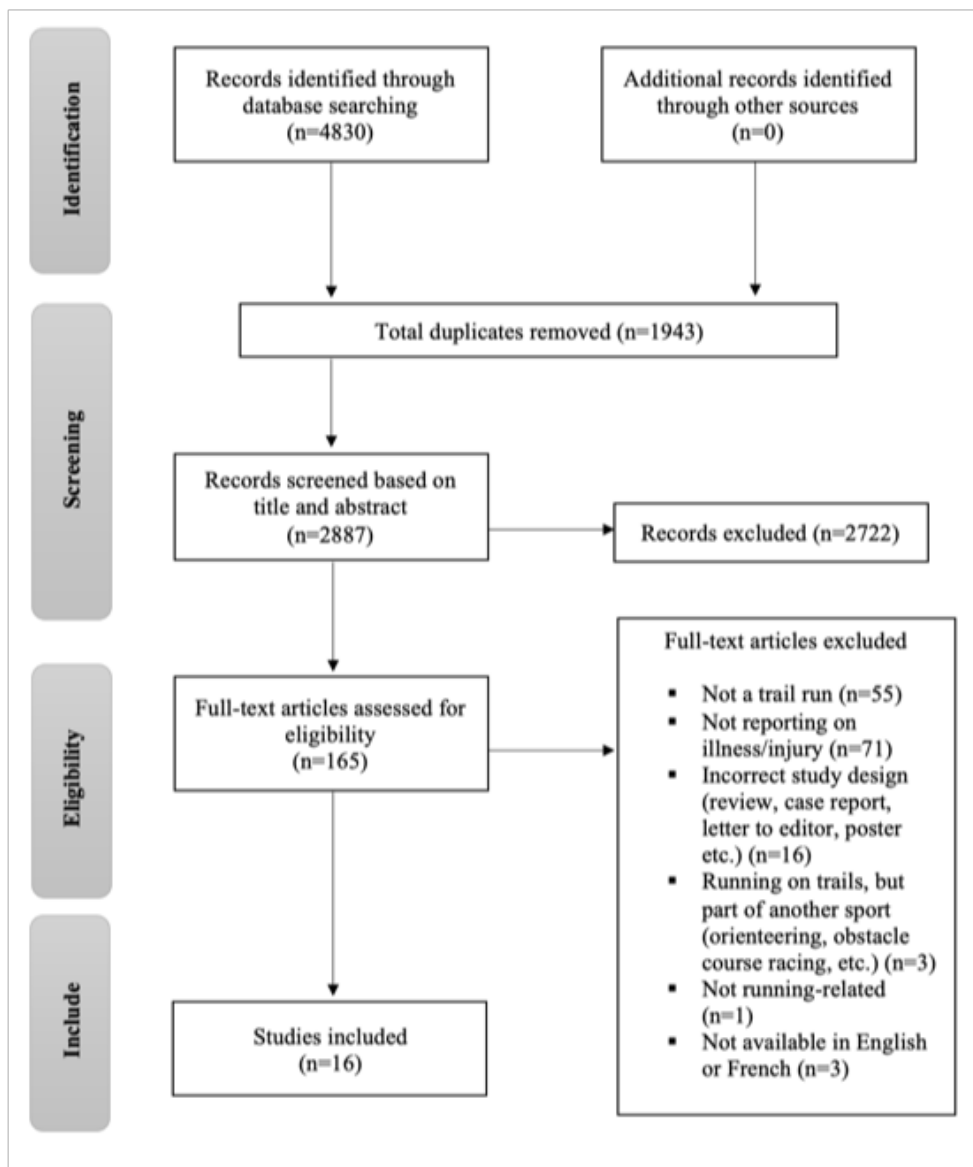 Identification
Records identified through
database searching
(n=4830)
Additional records identified
through other sources
(n=0)
Screening
Total duplicates removed (n=1943)
Records screened based on
title and abstract
(n=2887)
Records excluded (n=2722)
Eligibility
Full-text articles assessed for
eligibility
(n=165)
Full-text articles excluded
▪ Not a trail run (n=55)
▪ Not reporting on
illness/injury (n=71)
▪ Incorrect study design
(review, case report,
letter to editor, poster
etc.) (n=16)
▪ Running on trails, but
part of another sport
(orienteering, obstacle
course racing, etc.) (n=3)
▪ Not running-related
(n=1)
▪ Not available in English
or French (n=3)
Include
Studies included
(n=16)